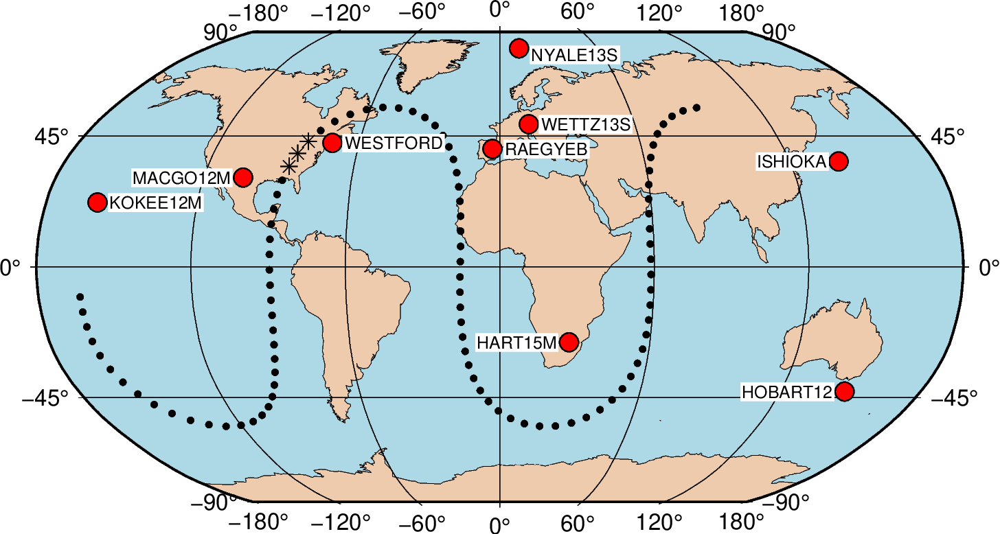 −180° −120° −60° 0° 60° 120° 180°
90° 90°
NYALE13S
WETTZ13S
45° 45°
WESTFORD RAEGYEB
ISHIOKA
MACGO12M
KOKEE12M
0° 0°
HART15M
HOBART12
−45° −45°
−90° −90°
−180° −120° −60° 0° 60° 120° 180°